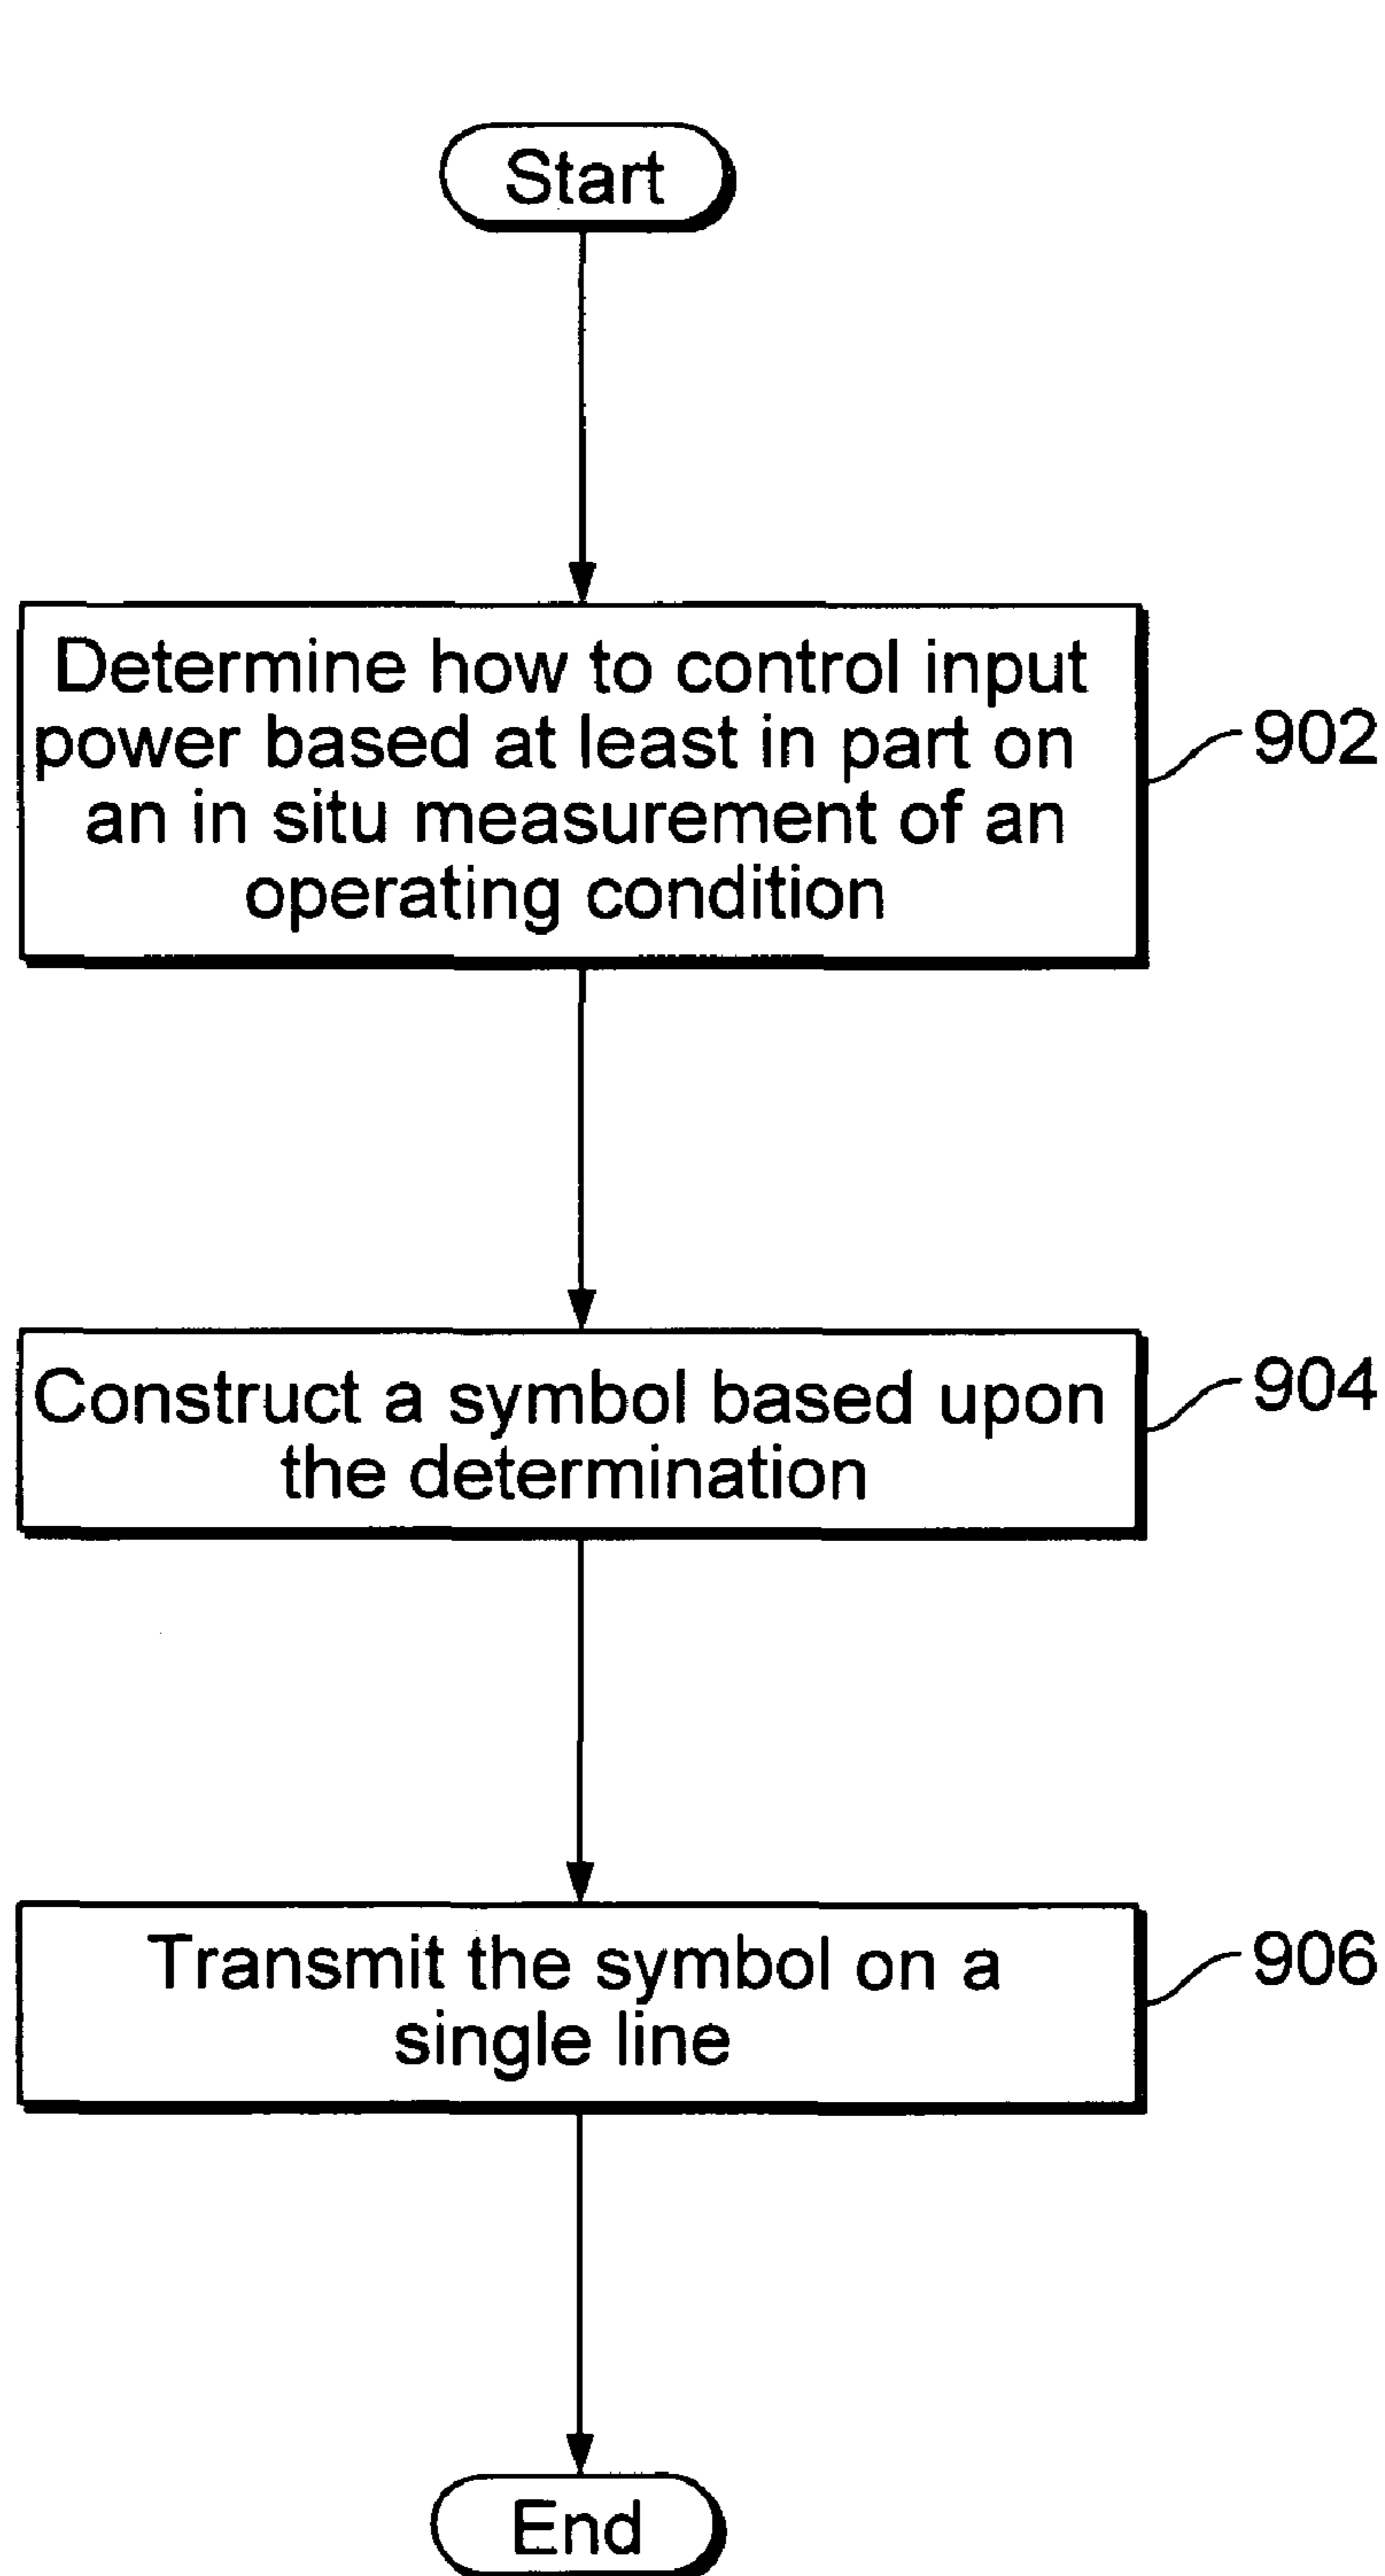 Start
Determine how to control input
power based at least in part on
an in situ measurement of an
operating condition
902
Construct a symbol based upon
the determination
904
Transmit the symbol on a
single line
906
End